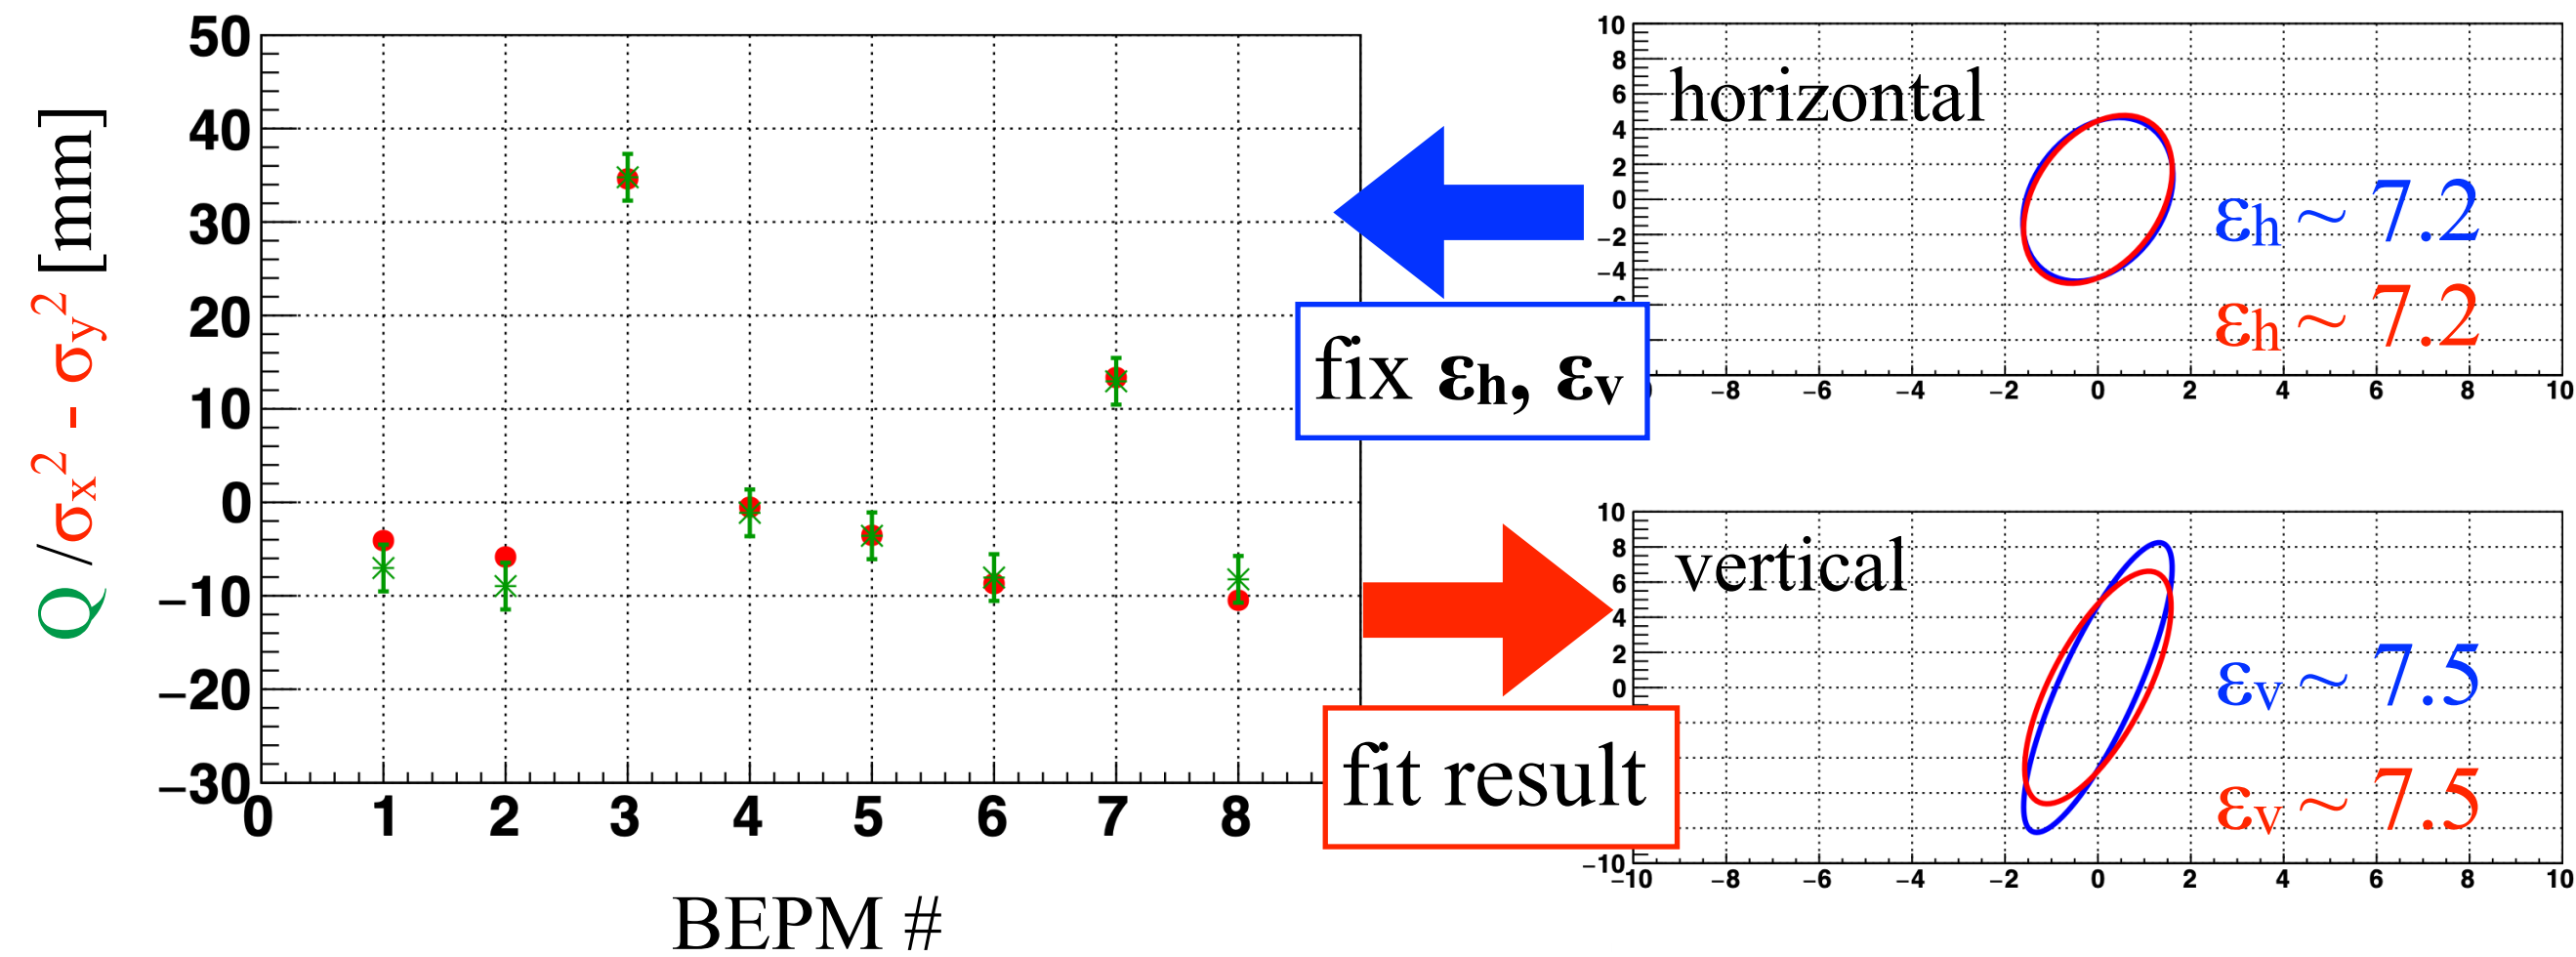 Q / σx² - σy² [mm]
50
40
30
20
10
0
−10
−20
−30
0 1 2 3 4 5 6 7 8
BEPM #
fix εh, εv
fit result
horizontal
10
8
6
4
2
0
−2
−4
−8 −6 −4 −2 0 2 4 6 8 10
εh ~ 7.2
εh ~ 7.2
vertical
10
8
6
4
2
0
−10
−10 −8 −6 −4 −2 0 2 4 6 8 10
εv ~ 7.5
εv ~ 7.5